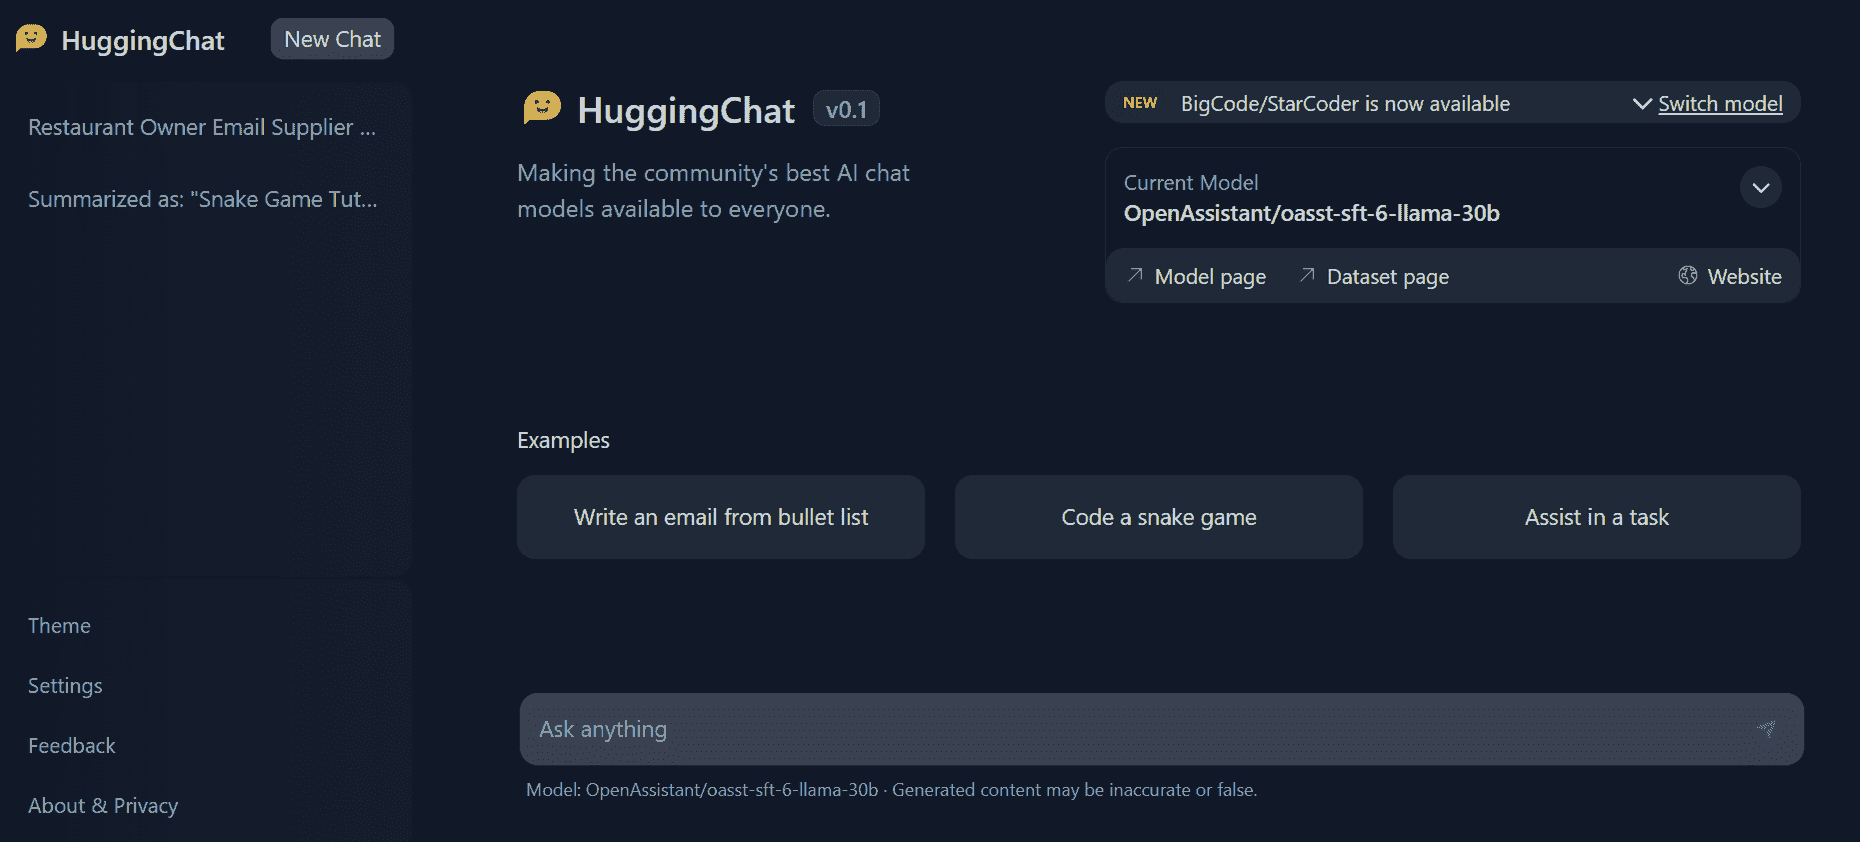 HuggingChat
New Chat
Restaurant Owner Email Supplier ...
Summarized as: "Snake Game Tut...
Theme
Settings
Feedback
About & Privacy
HuggingChat v0.1
Making the community's best AI chat
models available to everyone.
NEW BigCode/StarCoder is now available Switch model
Current Model
OpenAssistant/oasst-sft-6-llama-30b
Model page Dataset page Website
Examples
Write an email from bullet list
Code a snake game
Assist in a task
Ask anything
Model: OpenAssistant/oasst-sft-6-llama-30b · Generated content may be inaccurate or false.